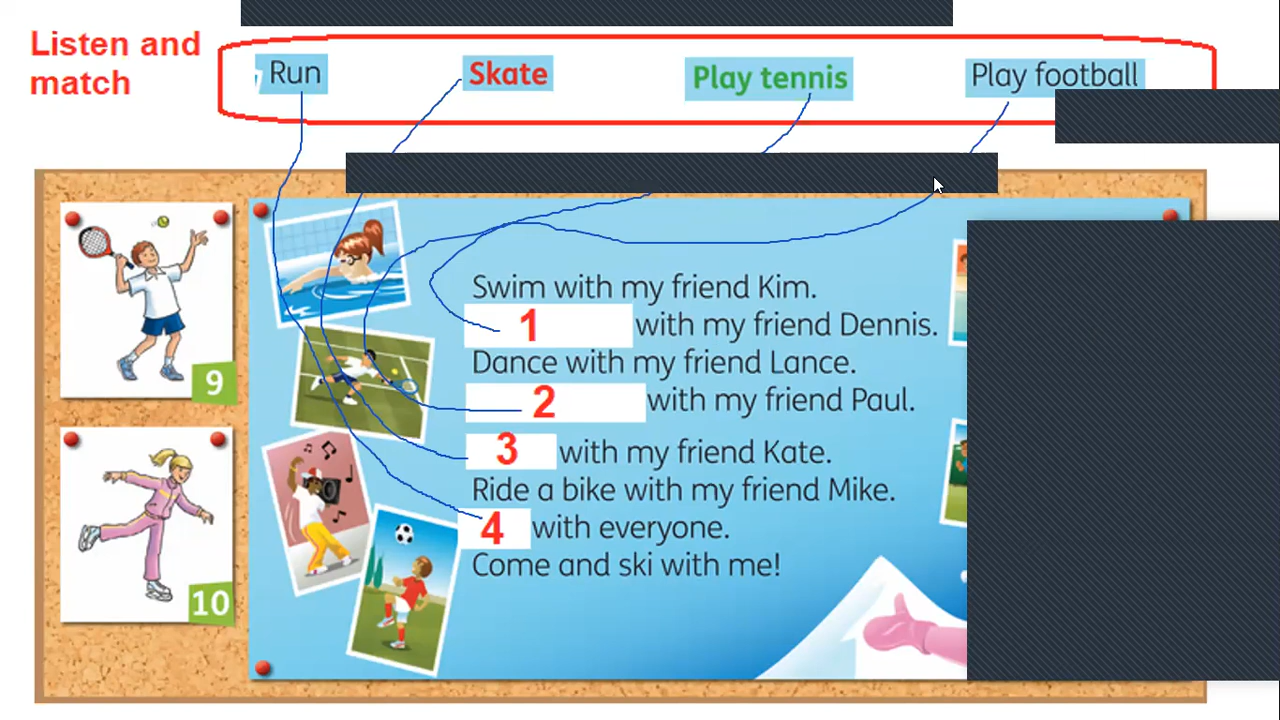 Listen and
match
Run
Skate
Play tennis
Play football
Swim with my friend Kim.
1 with my friend Dennis.
Dance with my friend Lance.
2 with my friend Paul.
3 with my friend Kate.
Ride a bike with my friend Mike.
4 with everyone.
Come and ski with me!
9
10